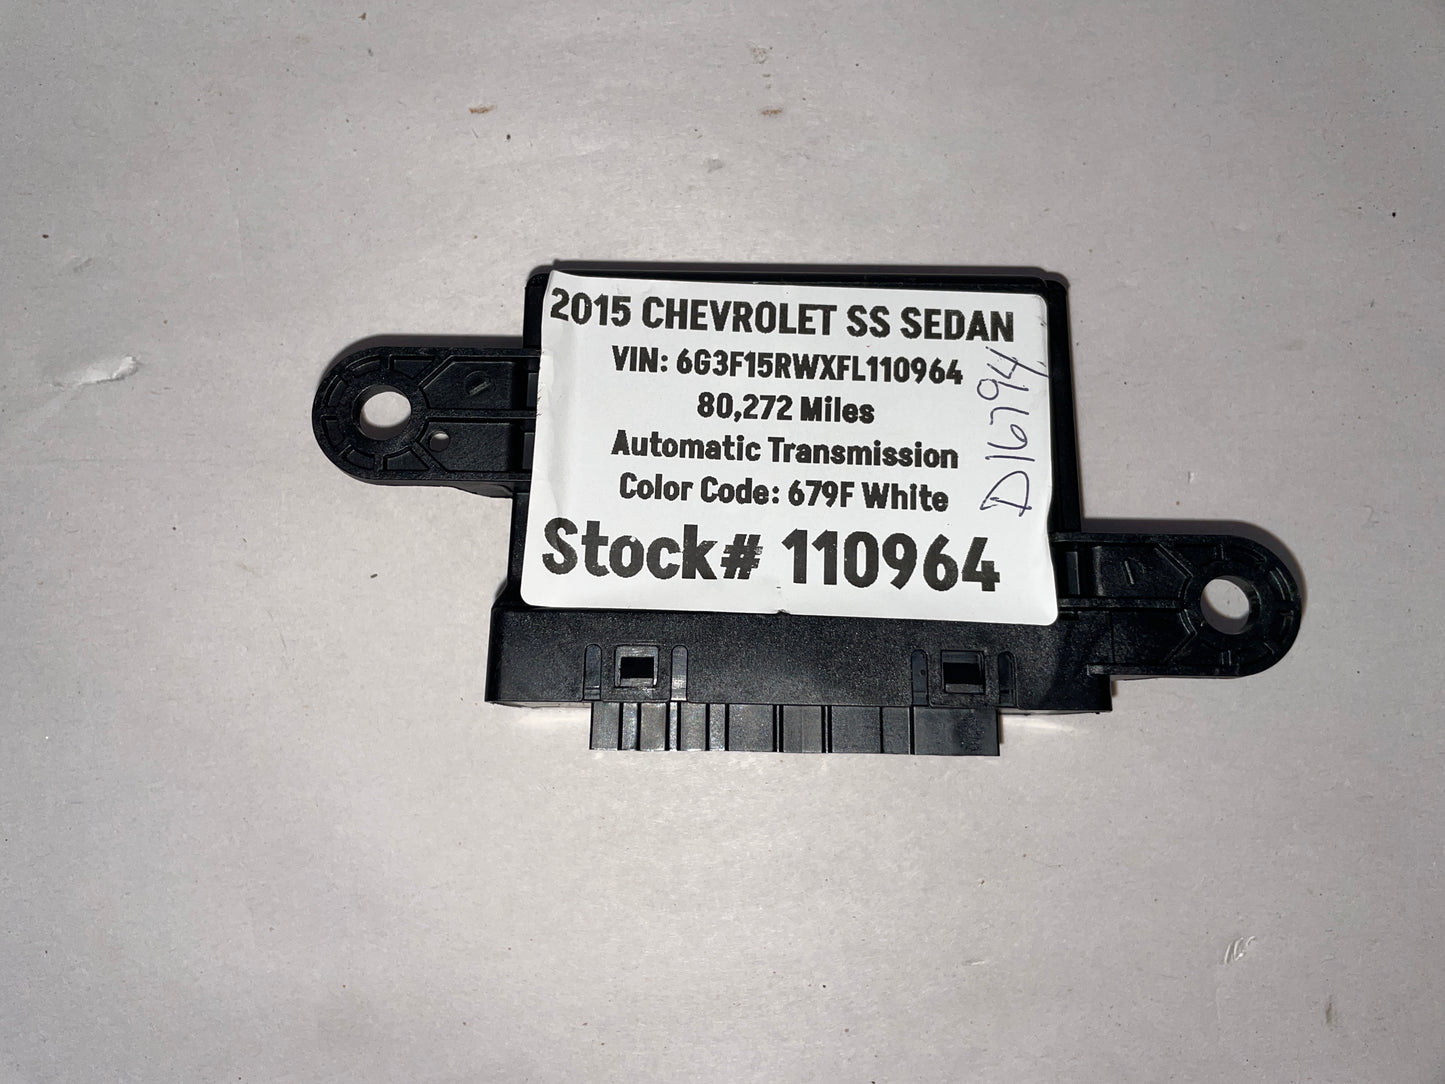 2015 CHEVROLET SS SEDAN
VIN: 6G3F15RWXFL110964
80,272 Miles
Automatic Transmission
Color Code: 679F White
Stock# 110964
D16794